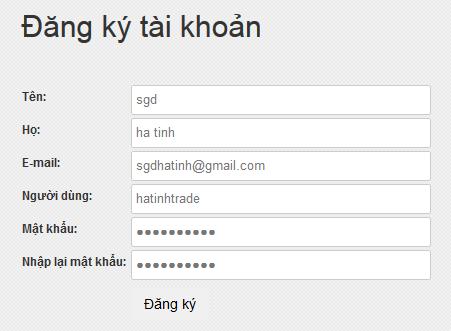 Đăng ký tài khoản
Tên: sgd
Họ: ha tinh
E-mail: sgdhatinh@gmail.com
Người dùng: hatinhtrade
Mật khẩu: ●●●●●●●●●●
Nhập lại mật khẩu: ●●●●●●●●●●
Đăng ký